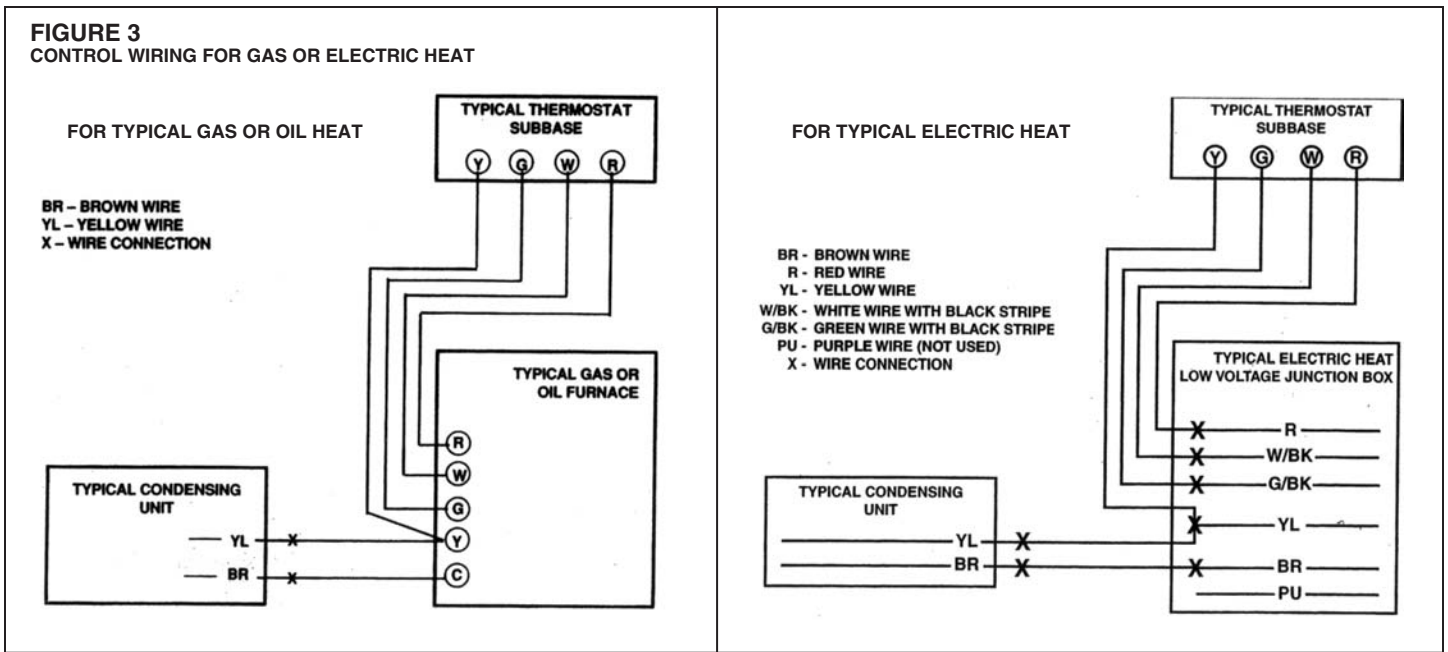 FIGURE 3
CONTROL WIRING FOR GAS OR ELECTRIC HEAT
FOR TYPICAL GAS OR OIL HEAT
TYPICAL THERMOSTAT
SUBBASE
Y G W R
BR – BROWN WIRE
YL – YELLOW WIRE
X – WIRE CONNECTION
TYPICAL GAS OR
OIL FURNACE
R
W
G
Y
C
TYPICAL CONDENSING
UNIT
YL X
BR X
FOR TYPICAL ELECTRIC HEAT
TYPICAL THERMOSTAT
SUBBASE
Y G W R
BR - BROWN WIRE
R - RED WIRE
YL - YELLOW WIRE
W/BK - WHITE WIRE WITH BLACK STRIPE
G/BK - GREEN WIRE WITH BLACK STRIPE
PU - PURPLE WIRE (NOT USED)
X - WIRE CONNECTION
TYPICAL ELECTRIC HEAT
LOW VOLTAGE JUNCTION BOX
X R
X W/BK
X G/BK
X YL
X BR
PU
TYPICAL CONDENSING
UNIT
YL X
BR X